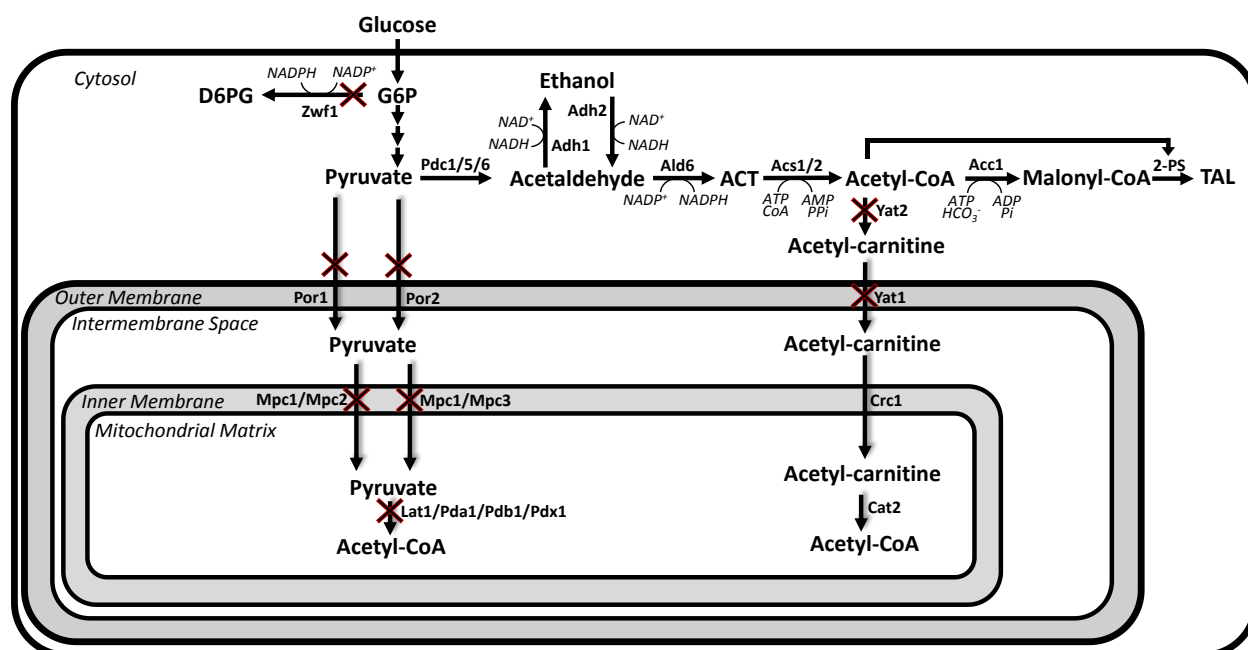 Glucose
Cytosol
NADPH NADP⁺
D6PG G6P
Zwf1
Ethanol
Adh2
NAD⁺ NAD⁺
NADH NADH
Adh1
Pyruvate Pdc1/5/6 Acetaldehyde Ald6 ACT Acs1/2 Acetyl-CoA Acc1 Malonyl-CoA 2-PS TAL
NADP⁺ NADPH
ATP AMP
CoA PPi
ATP ADP
HCO₃⁻ Pi
Yat2
Acetyl-carnitine
Outer Membrane Por1 Por2 Yat1
Intermembrane Space
Pyruvate Acetyl-carnitine
Inner Membrane Mpc1/Mpc2 Mpc1/Mpc3 Crc1
Mitochondrial Matrix
Pyruvate Acetyl-carnitine
Lat1/Pda1/Pdb1/Pdx1 Cat2
Acetyl-CoA Acetyl-CoA